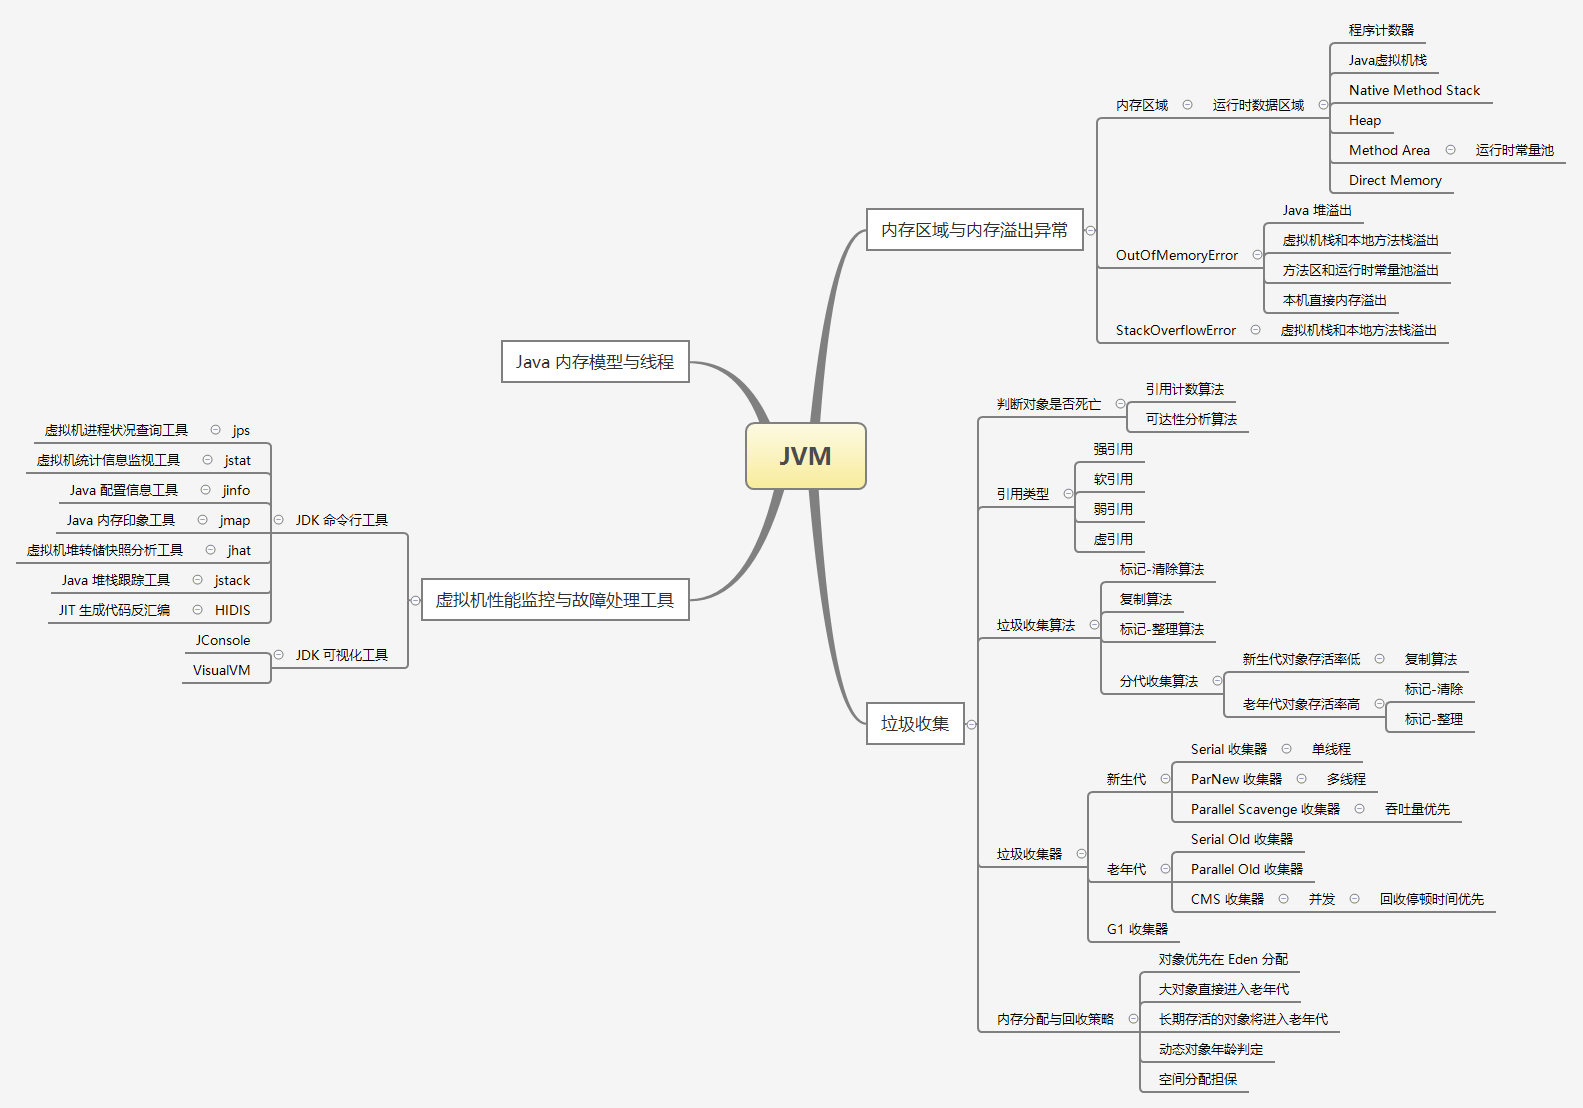 JVM
内存区域与内存溢出异常
内存区域
运行时数据区域
程序计数器
Java虚拟机栈
Native Method Stack
Heap
Method Area
运行时常量池
Direct Memory
OutOfMemoryError
Java 堆溢出
虚拟机栈和本地方法栈溢出
方法区和运行时常量池溢出
本机直接内存溢出
StackOverflowError
虚拟机栈和本地方法栈溢出
垃圾收集
判断对象是否死亡
引用计数算法
可达性分析算法
引用类型
强引用
软引用
弱引用
虚引用
垃圾收集算法
标记-清除算法
复制算法
标记-整理算法
分代收集算法
新生代对象存活率低
复制算法
老年代对象存活率高
标记-清除
标记-整理
垃圾收集器
新生代
Serial 收集器
单线程
ParNew 收集器
多线程
Parallel Scavenge 收集器
吞吐量优先
老年代
Serial Old 收集器
Parallel Old 收集器
CMS 收集器
并发
回收停顿时间优先
G1 收集器
内存分配与回收策略
对象优先在 Eden 分配
大对象直接进入老年代
长期存活的对象将进入老年代
动态对象年龄判定
空间分配担保
Java 内存模型与线程
虚拟机性能监控与故障处理工具
JDK 命令行工具
jps
虚拟机进程状况查询工具
jstat
虚拟机统计信息监视工具
jinfo
Java 配置信息工具
jmap
Java 内存印象工具
jhat
虚拟机堆转储快照分析工具
jstack
Java 堆栈跟踪工具
HIDIS
JIT 生成代码反汇编
JDK 可视化工具
JConsole
VisualVM